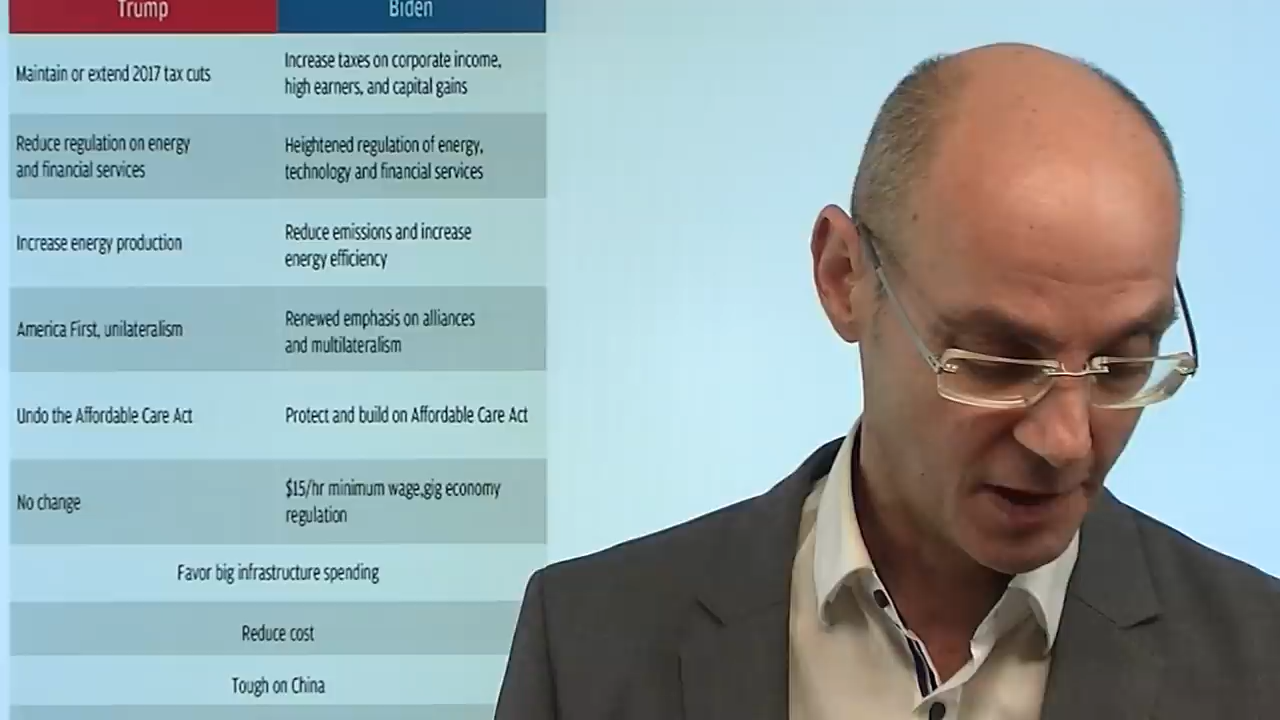 Trump
Biden
Maintain or extend 2017 tax cuts
Increase taxes on corporate income,
high earners, and capital gains
Reduce regulation on energy
and financial services
Heightened regulation of energy,
technology and financial services
Increase energy production
Reduce emissions and increase
energy efficiency
America First, unilateralism
Renewed emphasis on alliances
and multilateralism
Undo the Affordable Care Act
Protect and build on Affordable Care Act
No change
$15/hr minimum wage,gig economy
regulation
Favor big infrastructure spending
Reduce cost
Tough on China